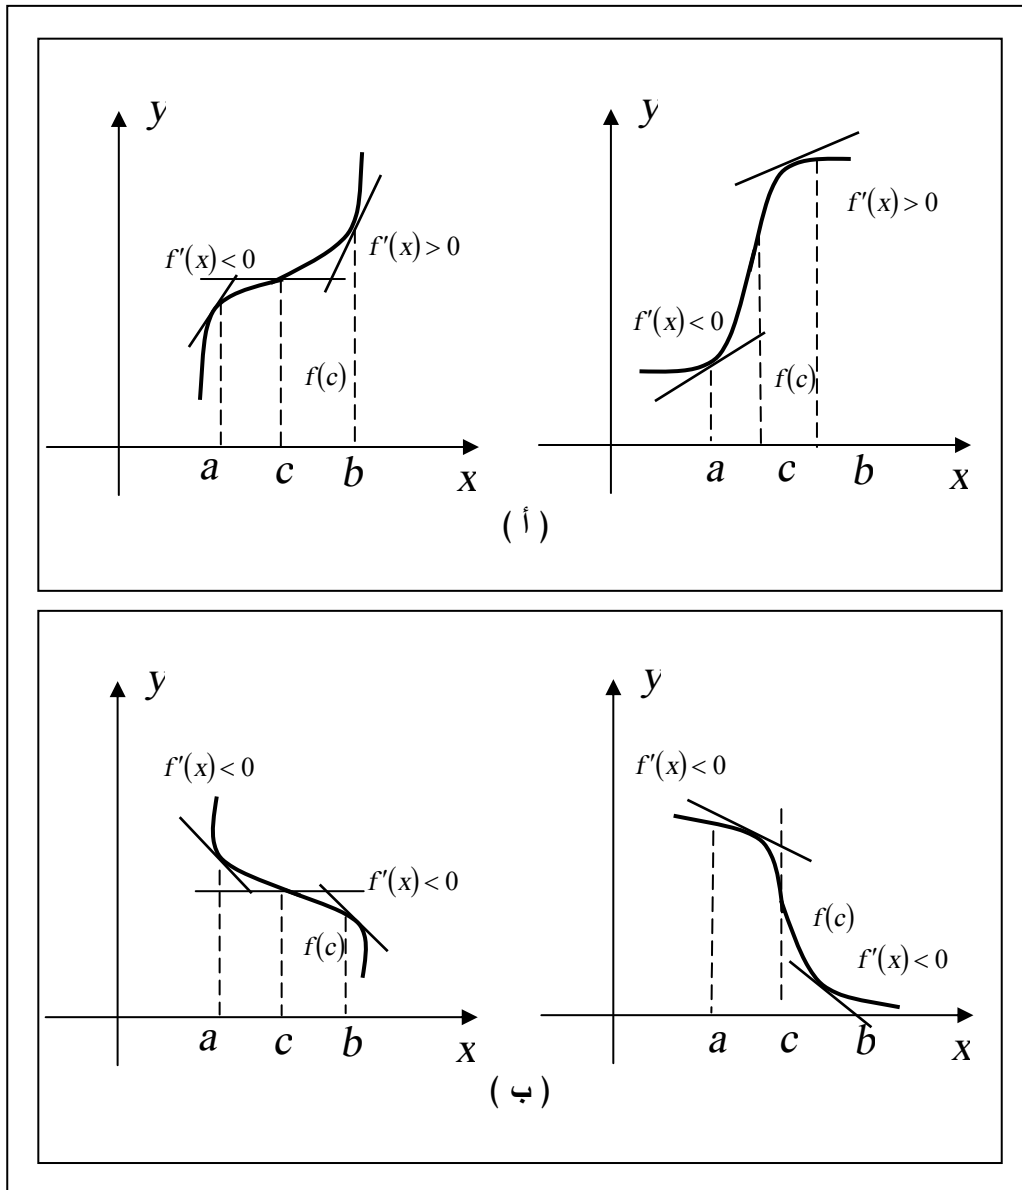 y
f′(x)<0
f′(x)>0
f(c)
a c b x
y
f′(x)>0
f′(x)<0
f(c)
a c b x
( أ )
y
f′(x)<0
f′(x)<0
f(c)
a c b x
y
f′(x)<0
f(c)
f′(x)<0
a c b x
( ب )